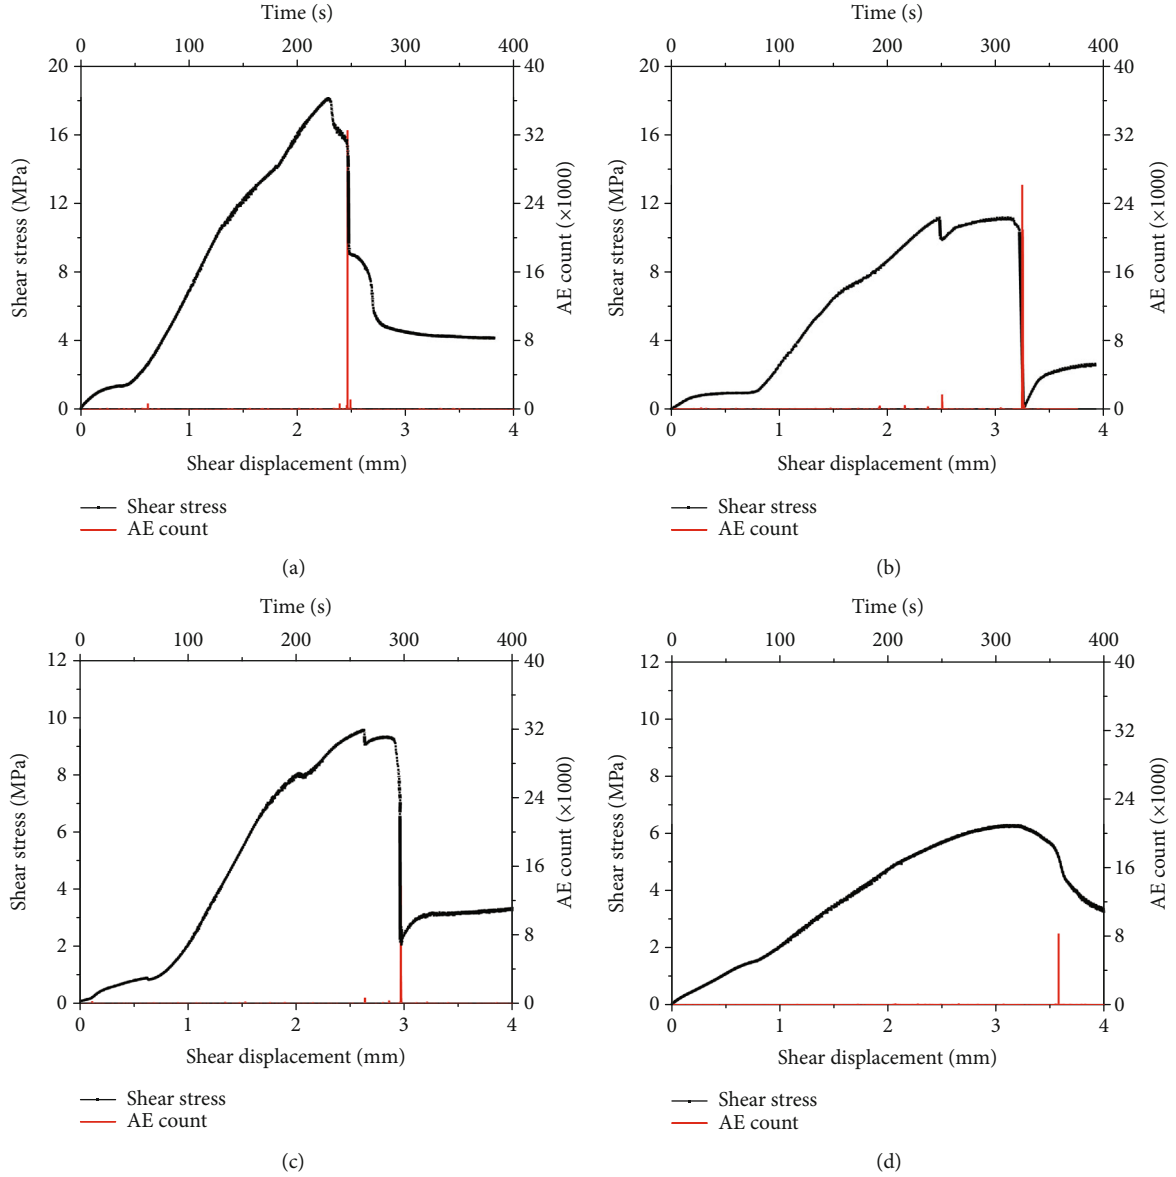 Time (s)
0 100 200 300 400
20 16 12 8 4 0
Shear stress (MPa)
40 32 24 16 8 0
AE count (×1000)
0 1 2 3 4
Shear displacement (mm)
Shear stress
AE count
(a)
Time (s)
0 100 200 300 400
20 16 12 8 4 0
Shear stress (MPa)
40 32 24 16 8 0
AE count (×1000)
0 1 2 3 4
Shear displacement (mm)
Shear stress
AE count
(b)
Time (s)
0 100 200 300 400
12 10 8 6 4 2 0
Shear stress (MPa)
40 32 24 16 8 0
AE count (×1000)
0 1 2 3 4
Shear displacement (mm)
Shear stress
AE count
(c)
Time (s)
0 100 200 300 400
12 10 8 6 4 2 0
Shear stress (MPa)
40 32 24 16 8 0
AE count (×1000)
0 1 2 3 4
Shear displacement (mm)
Shear stress
AE count
(d)